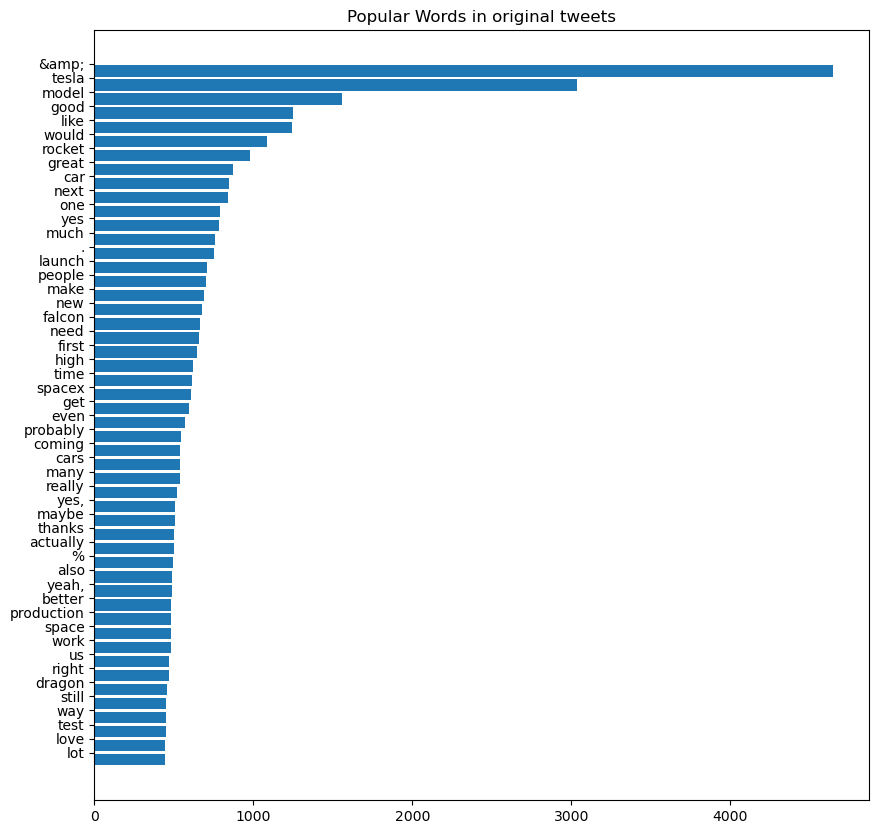 Popular Words in original tweets
&amp;
tesla
model
good
like
would
rocket
great
car
next
one
yes
much
.
launch
people
make
new
falcon
need
first
high
time
spacex
get
even
probably
coming
cars
many
really
yes,
maybe
thanks
actually
%
also
yeah,
better
production
space
work
us
right
dragon
still
way
test
love
lot
0 1000 2000 3000 4000